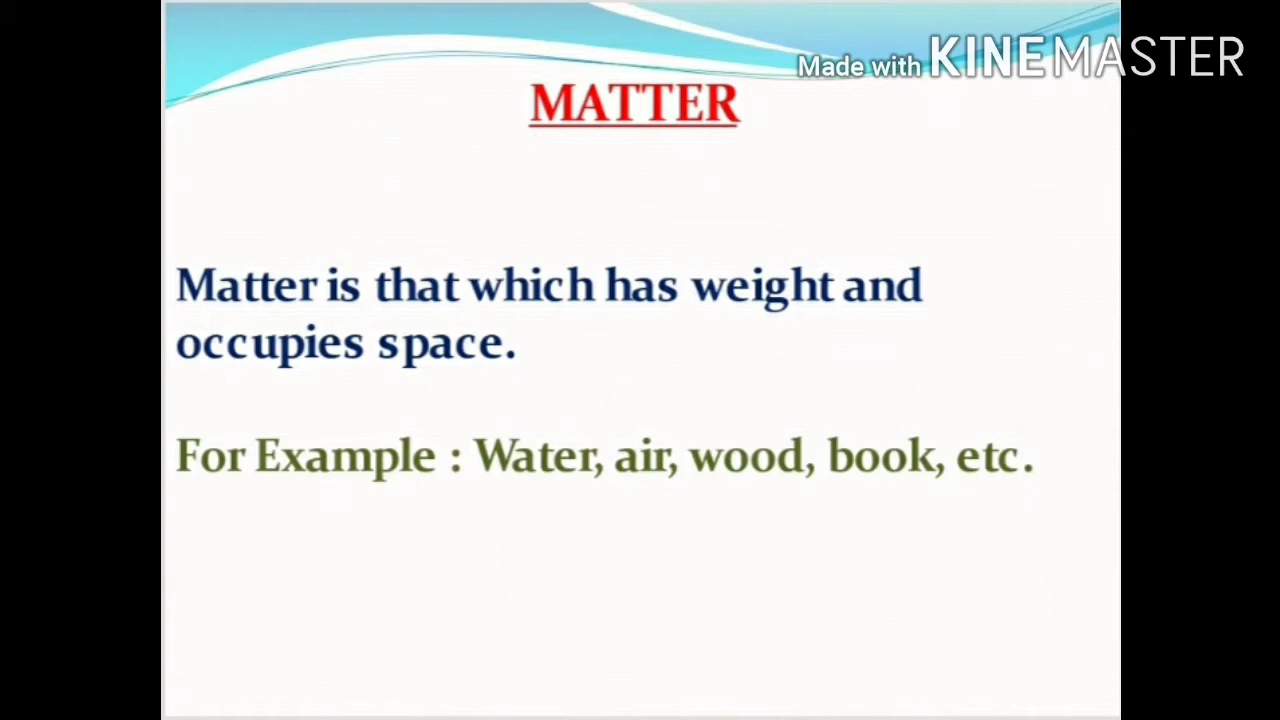 Made with KINEMASTER
MATTER
Matter is that which has weight and
occupies space.
For Example : Water, air, wood, book, etc.